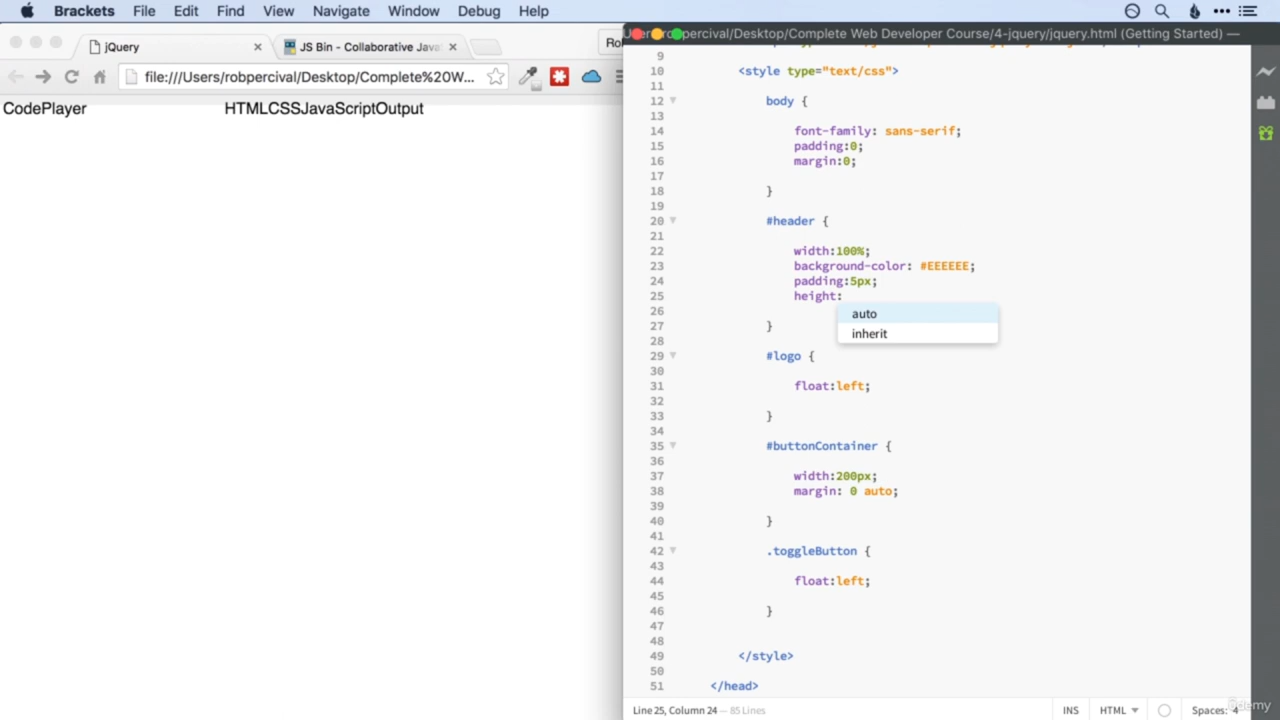 Brackets File Edit Find View Navigate Window Debug Help
jQuery
JS Bin - Collaborative Java
file:///Users/robpercival/Desktop/Complete%20W...
CodePlayer
HTMLCSSJavaScriptOutput
percival/Desktop/Complete Web Developer Course/4-jquery/jquery.html (Getting Started) —
9
10 <style type="text/css">
11
12 body {
13
14 font-family: sans-serif;
15 padding:0;
16 margin:0;
17
18 }
19
20 #header {
21
22 width:100%;
23 background-color: #EEEEEE;
24 padding:5px;
25 height:
auto
inherit
26
27 }
28
29 #logo {
30
31 float:left;
32
33 }
34
35 #buttonContainer {
36
37 width:200px;
38 margin: 0 auto;
39
40 }
41
42 .toggleButton {
43
44 float:left;
45
46 }
47
48
49 </style>
50
51 </head>
Line 25, Column 24 — 85 Lines
INS
HTML
Spaces: 4
Udemy